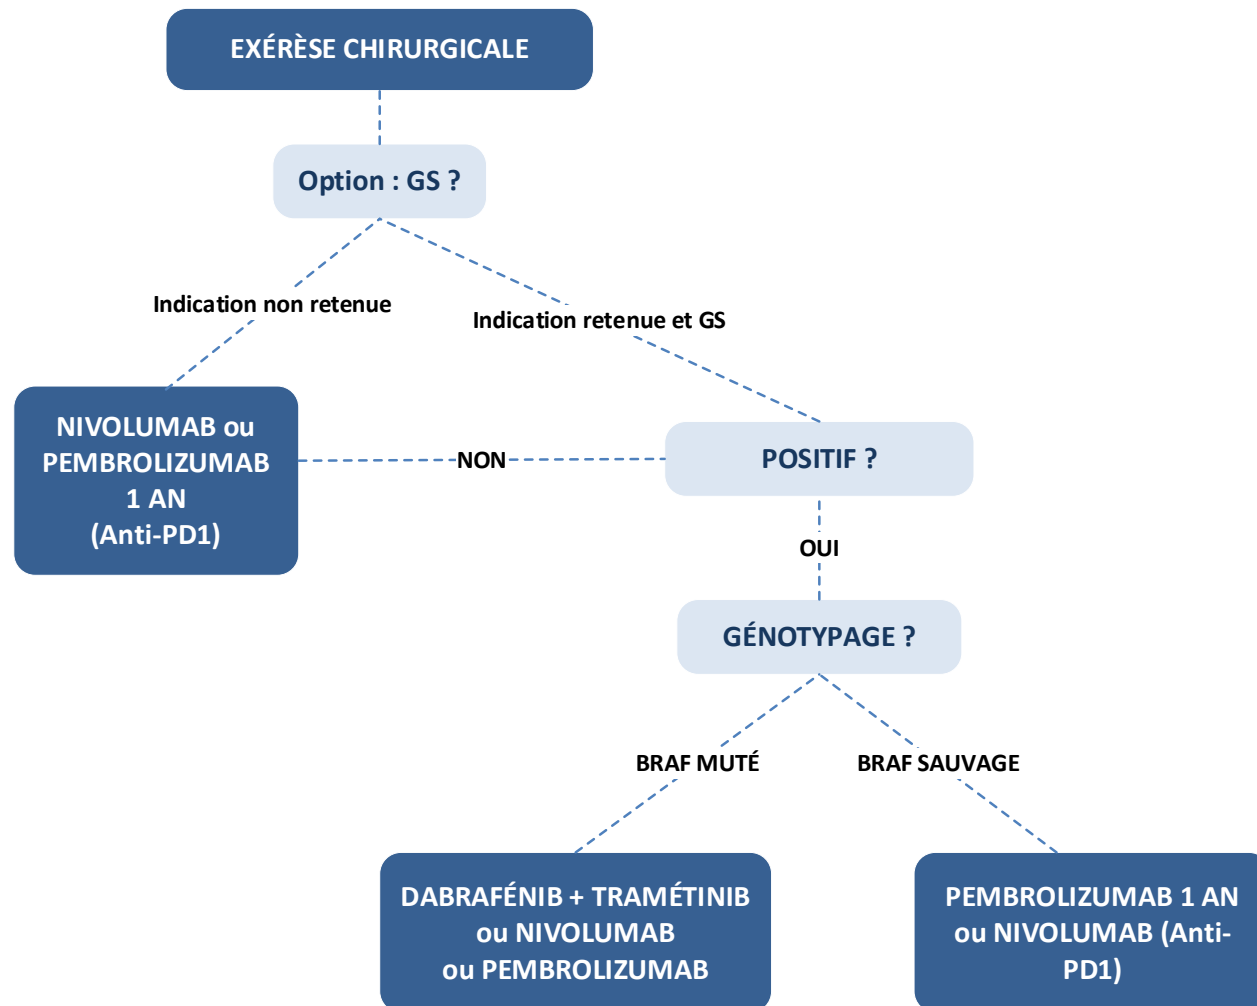 EXÉRÈSE CHIRURGICALE
Option : GS ?
Indication non retenue
Indication retenue et GS
NIVOLUMAB ou
PEMBROLIZUMAB
1 AN
(Anti-PD1)
NON
POSITIF ?
OUI
GÉNOTYPAGE ?
BRAF MUTÉ
BRAF SAUVAGE
DABRAFÉNIB + TRAMÉTINIB
ou NIVOLUMAB
ou PEMBROLIZUMAB
PEMBROLIZUMAB 1 AN
ou NIVOLUMAB (Anti-
PD1)